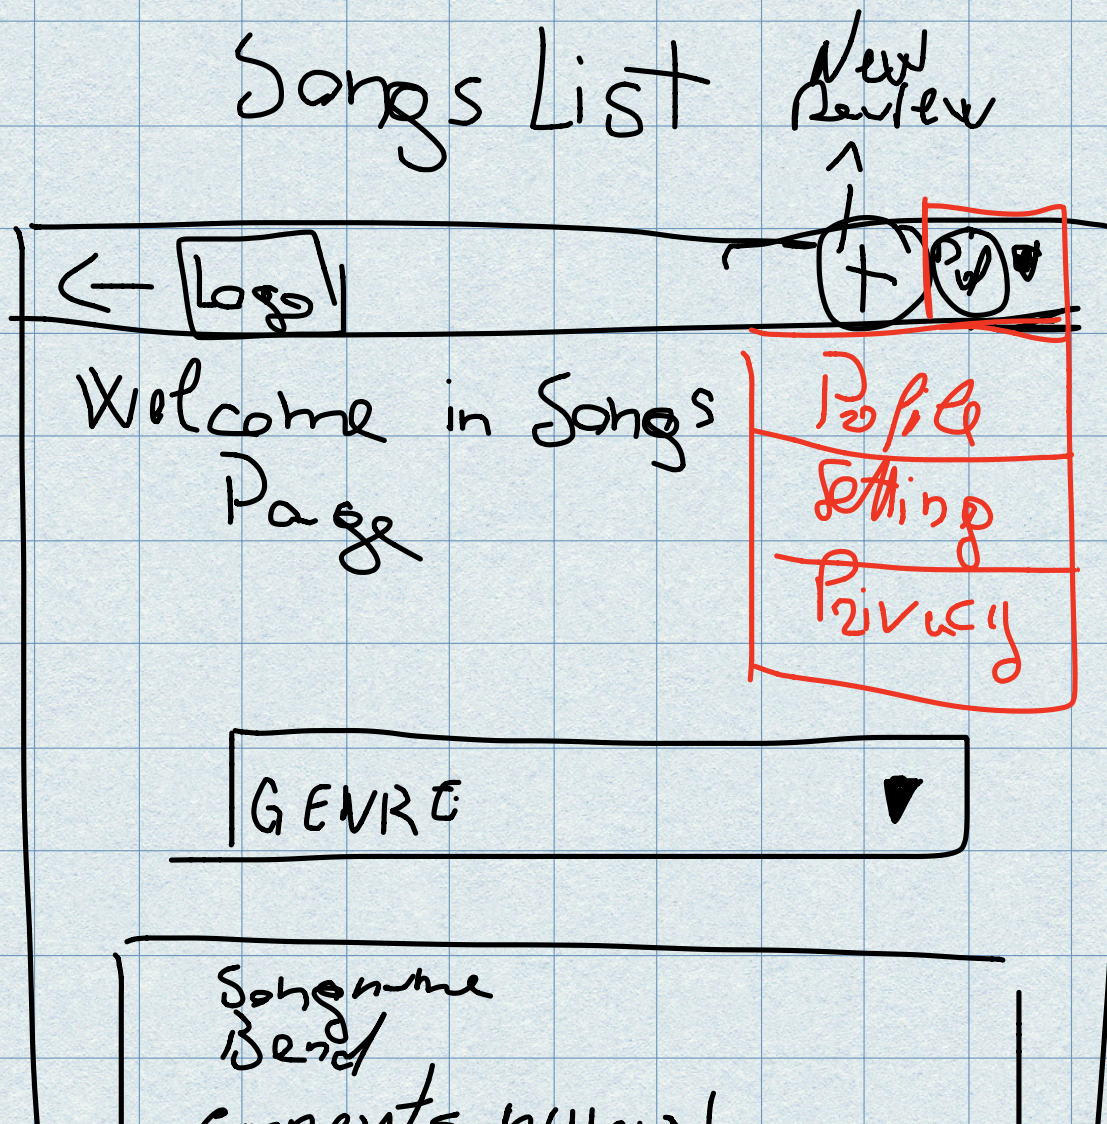 Songs List
New
Review
Logo
+
Welcome in Songs
Page
Profile
Setting
Privacy
GENRE
Songname
Band